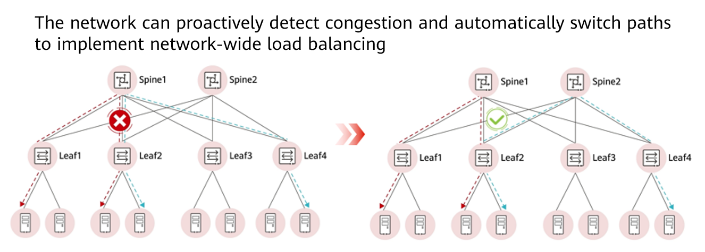 The network can proactively detect congestion and automatically switch paths
to implement network-wide load balancing
Spine1 Spine2 Spine1 Spine2
Leaf1 Leaf2 Leaf3 Leaf4 Leaf1 Leaf2 Leaf3 Leaf4